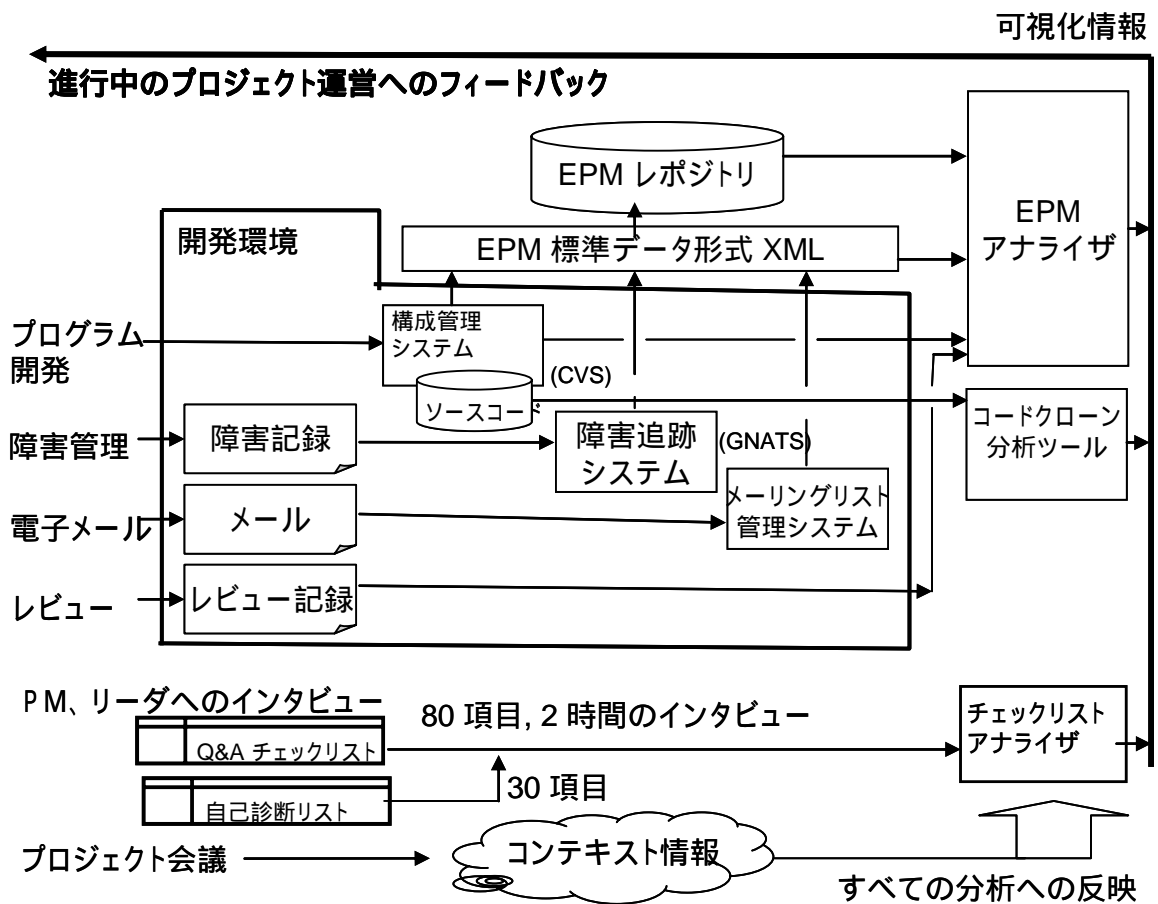 可視化情報
進行中のプロジェクト運営へのフィードバック
EPM レポジトリ
EPM
アナライザ
開発環境
EPM 標準データ形式 XML
プログラム
開発
構成管理
システム
(CVS)
ソースコード
コードクローン
分析ツール
障害管理
障害記録
障害追跡
システム
(GNATS)
電子メール
メール
メーリングリスト
管理システム
レビュー
レビュー記録
PM、リーダへのインタビュー
80 項目, 2 時間のインタビュー
Q&A チェックリスト
チェックリスト
アナライザ
30 項目
自己診断リスト
プロジェクト会議
コンテキスト情報
すべての分析への反映